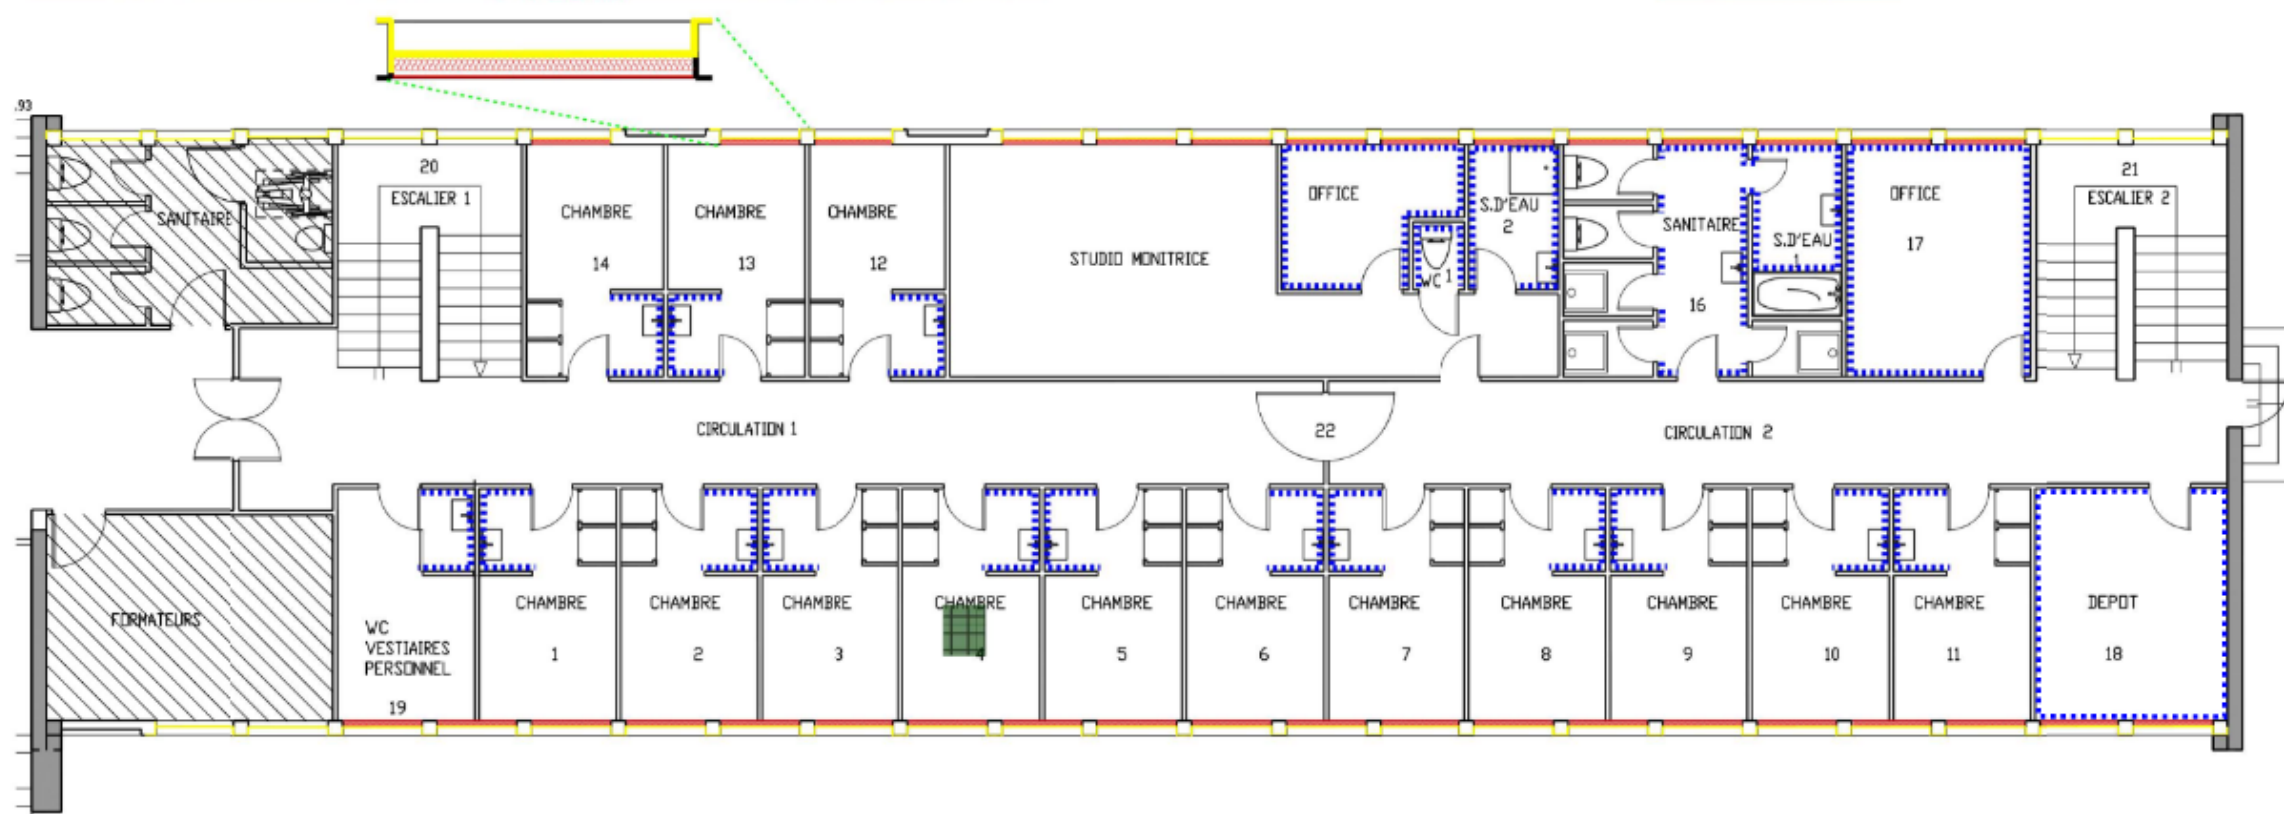 .93
20
ESCALIER 1
SANITAIRE
CHAMBRE
14
CHAMBRE
13
CHAMBRE
12
STUDIO MONITRICE
OFFICE
WC 1
S.D'EAU
2
SANITAIRE
16
S.D'EAU
1
OFFICE
17
21
ESCALIER 2
CIRCULATION 1
22
CIRCULATION 2
FORMATEURS
WC
VESTIAIRES
PERSONNEL
19
CHAMBRE
1
CHAMBRE
2
CHAMBRE
3
CHAMBRE
4
CHAMBRE
5
CHAMBRE
6
CHAMBRE
7
CHAMBRE
8
CHAMBRE
9
CHAMBRE
10
CHAMBRE
11
DEPOT
18